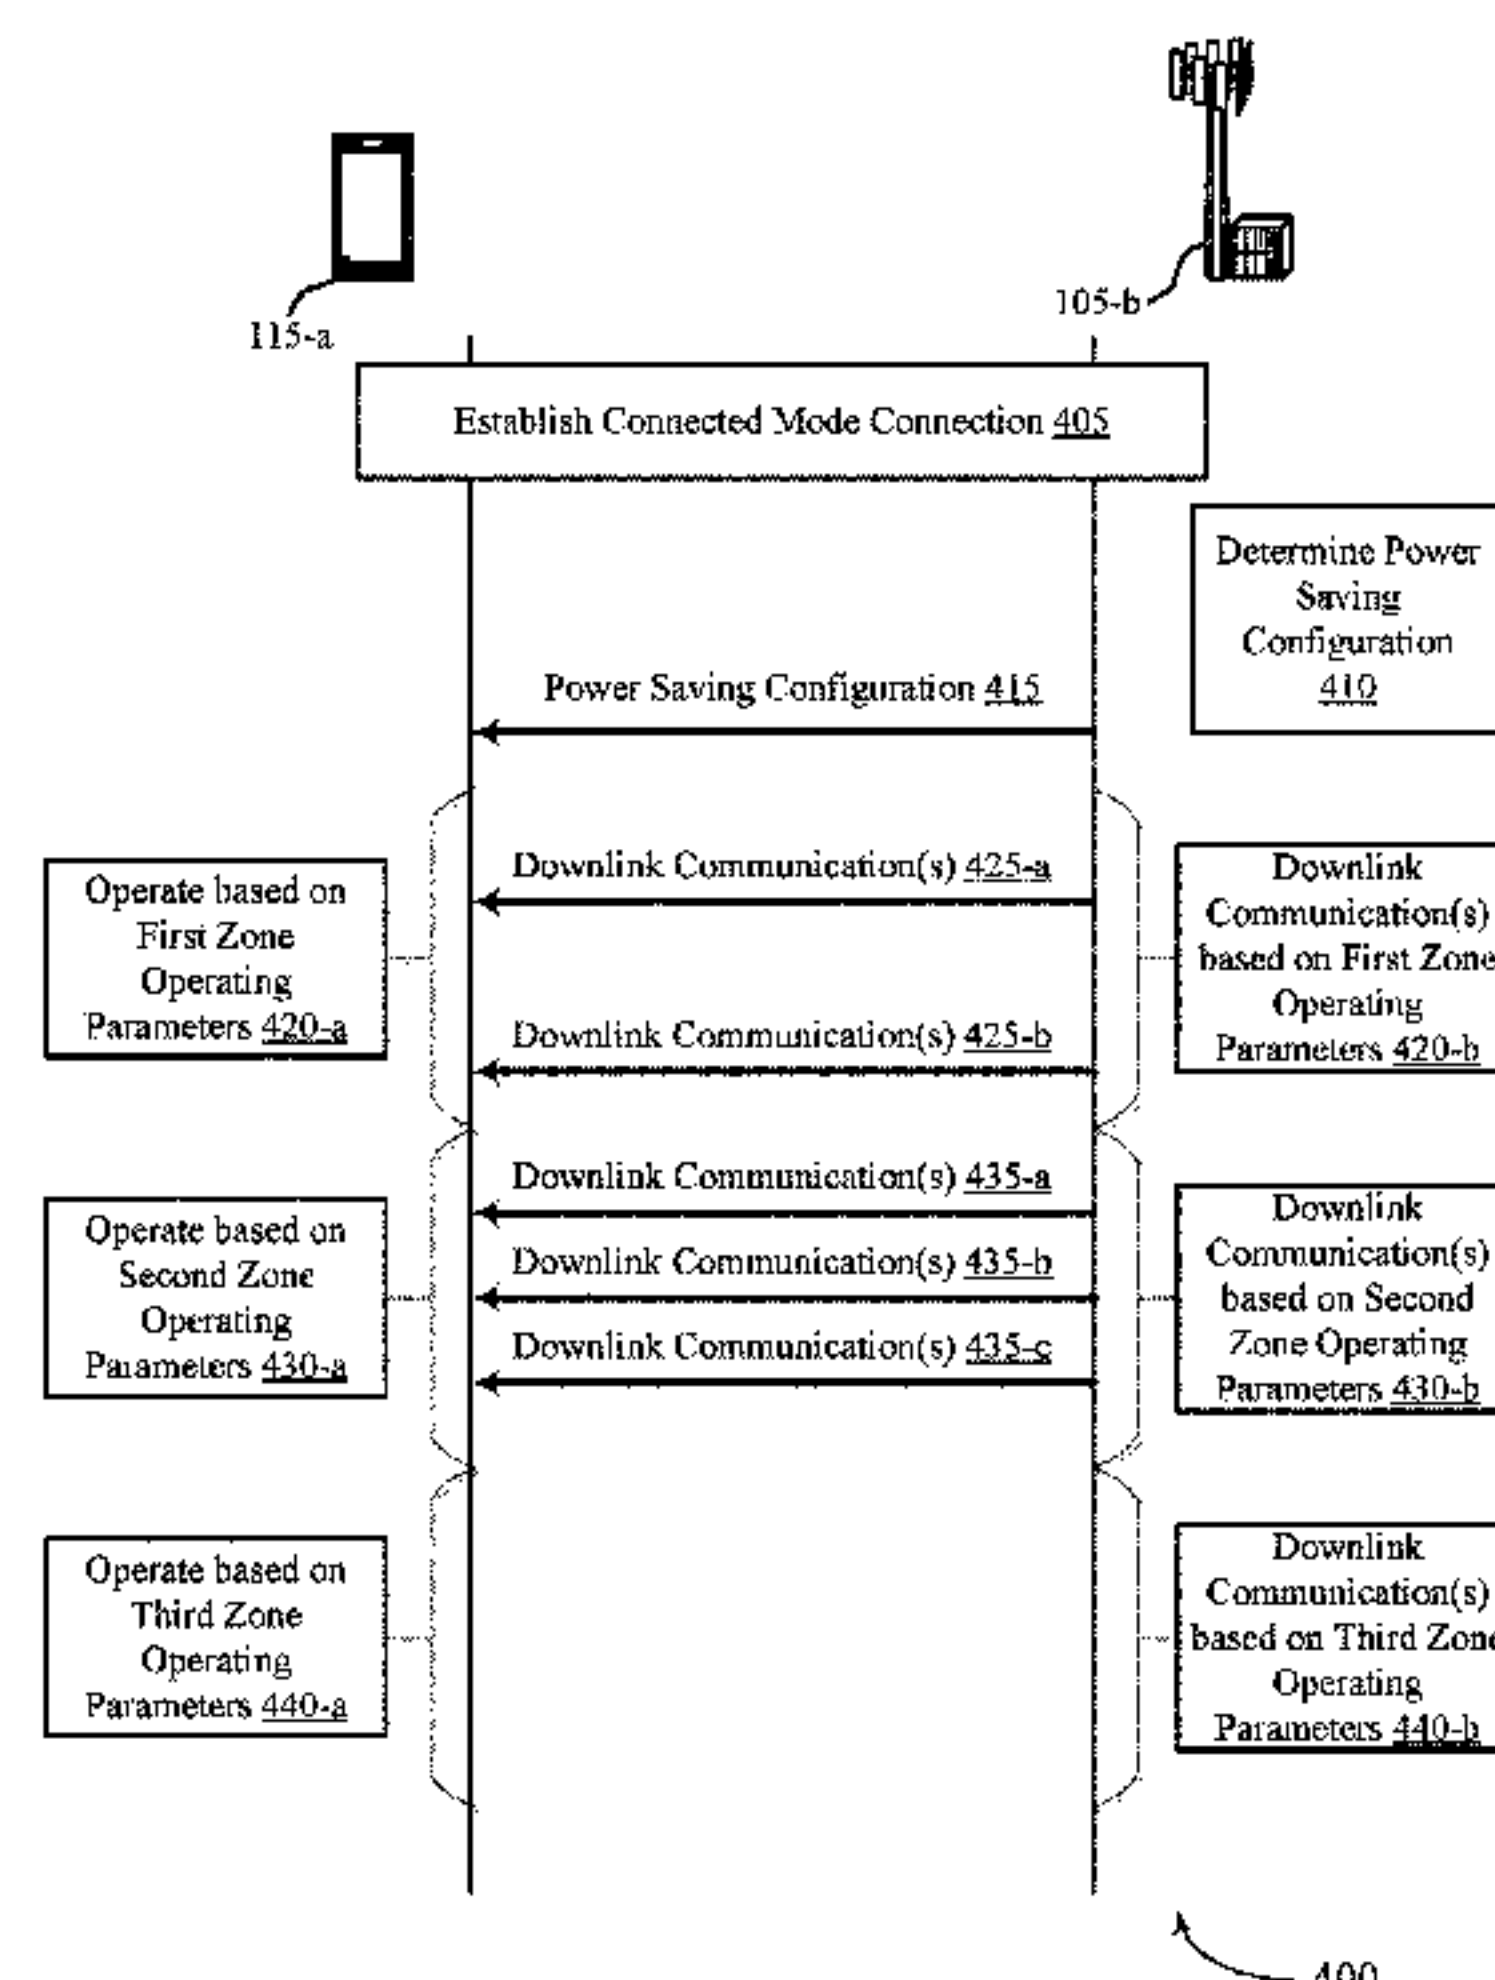 115-a
105-b
Establish Connected Mode Connection 405
Determine Power
Saving
Configuration
410
Power Saving Configuration 415
Downlink Communication(s) 425-a
Operate based on
First Zone
Operating
Parameters 420-a
Downlink
Communication(s)
based on First Zone
Operating
Parameters 420-b
Downlink Communication(s) 425-b
Downlink Communication(s) 435-a
Downlink Communication(s) 435-b
Downlink Communication(s) 435-c
Operate based on
Second Zone
Operating
Parameters 430-a
Downlink
Communication(s)
based on Second
Zone Operating
Parameters 430-b
Operate based on
Third Zone
Operating
Parameters 440-a
Downlink
Communication(s)
based on Third Zone
Operating
Parameters 440-b
400